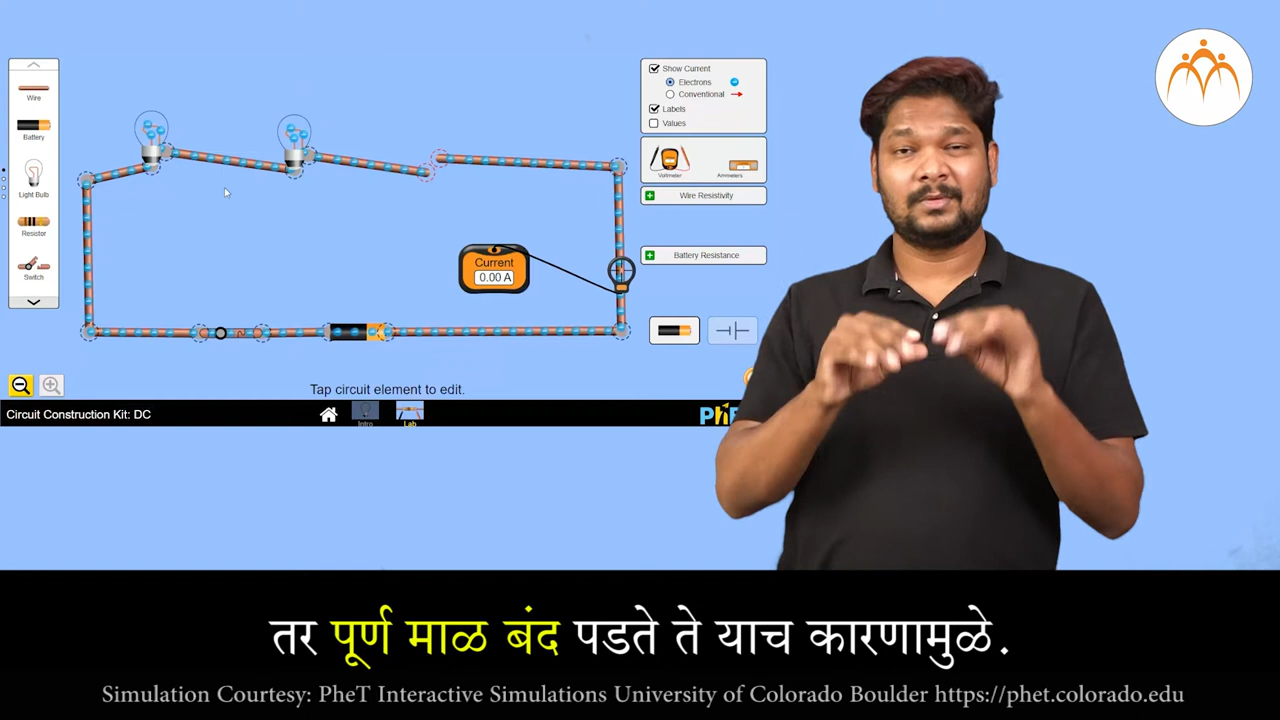 Wire
Battery
Light Bulb
Resistor
Switch
Show Current
Electrons
Conventional
Labels
Values
Voltmeter
Ammeters
Wire Resistivity
Battery Resistance
Current
0.00 A
Tap circuit element to edit.
Circuit Construction Kit: DC
Intro
Lab
PhE
तर पूर्ण माळ बंद पडते ते याच कारणामुळे.
Simulation Courtesy: PheT Interactive Simulations University of Colorado Boulder https://phet.colorado.edu